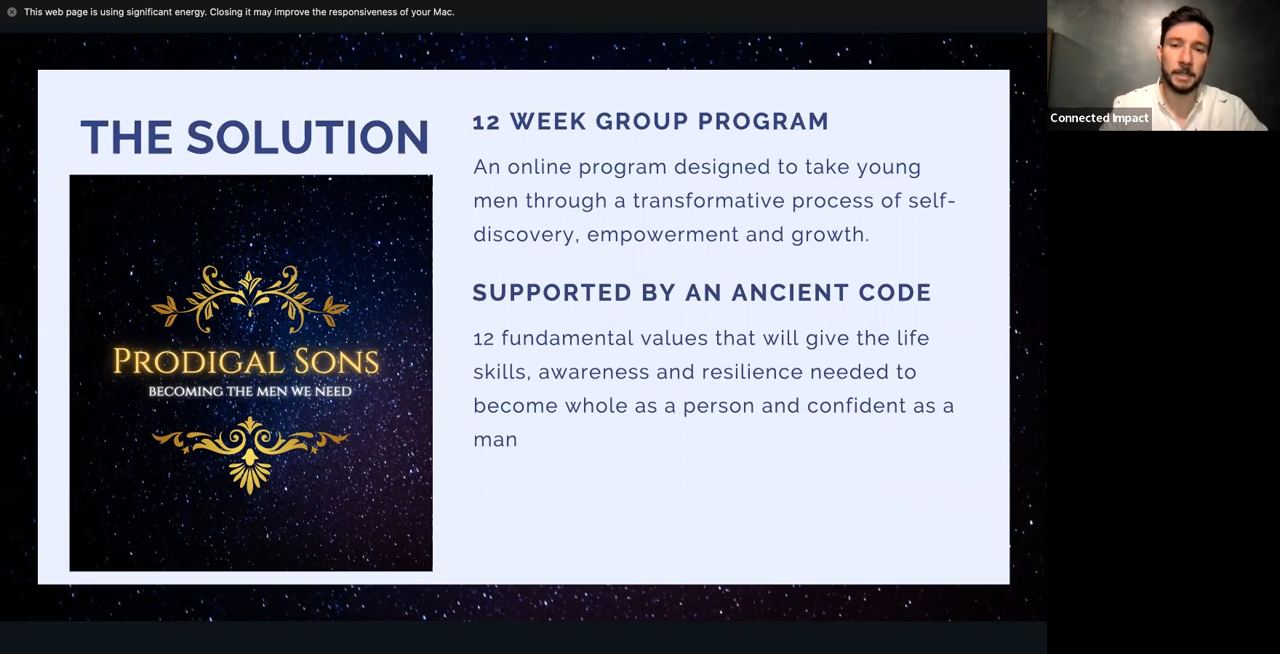 This web page is using significant energy. Closing it may improve the responsiveness of your Mac.
THE SOLUTION
PRODIGAL SONS
BECOMING THE MEN WE NEED
12 WEEK GROUP PROGRAM
An online program designed to take young
men through a transformative process of self-
discovery, empowerment and growth.
SUPPORTED BY AN ANCIENT CODE
12 fundamental values that will give the life
skills, awareness and resilience needed to
become whole as a person and confident as a
man
Connected Impact